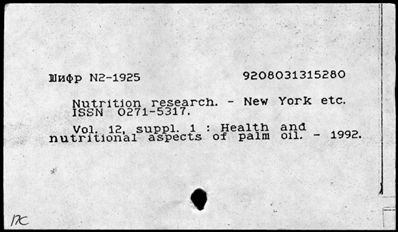 Шифр N2-1925 9208031315280
Nutrition research. - New York etc.
ISSN 0271-5317.
Vol. 12, suppl. 1 : Health and
nutritional aspects of palm oil. - 1992.